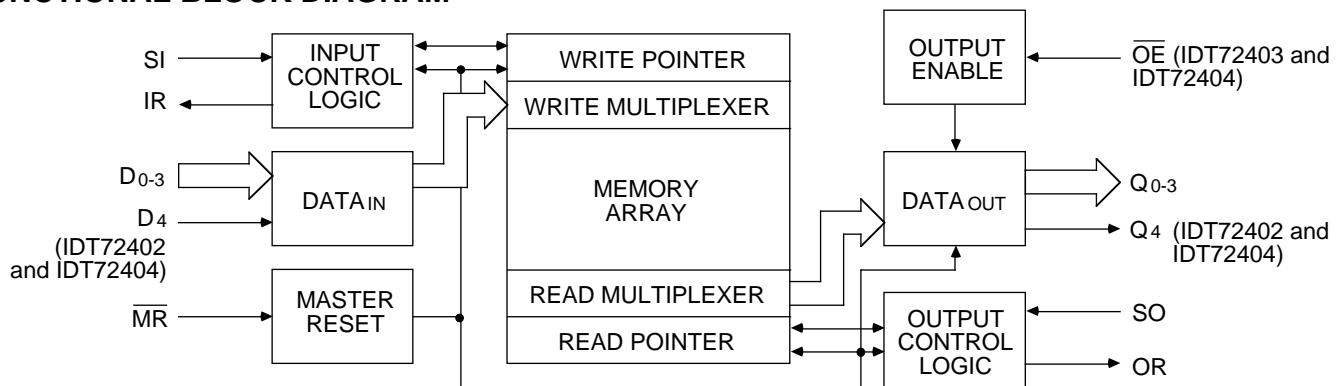 FUNCTIONAL BLOCK DIAGRAM
SI
IR
INPUT
CONTROL
LOGIC
WRITE POINTER
WRITE MULTIPLEXER
MEMORY
ARRAY
READ MULTIPLEXER
READ POINTER
OUTPUT
ENABLE
OE (IDT72403 and
IDT72404)
D0-3
D4
(IDT72402
and IDT72404)
DATAIN
DATAOUT
Q0-3
Q4 (IDT72402 and
IDT72404)
MR
MASTER
RESET
OUTPUT
CONTROL
LOGIC
SO
OR